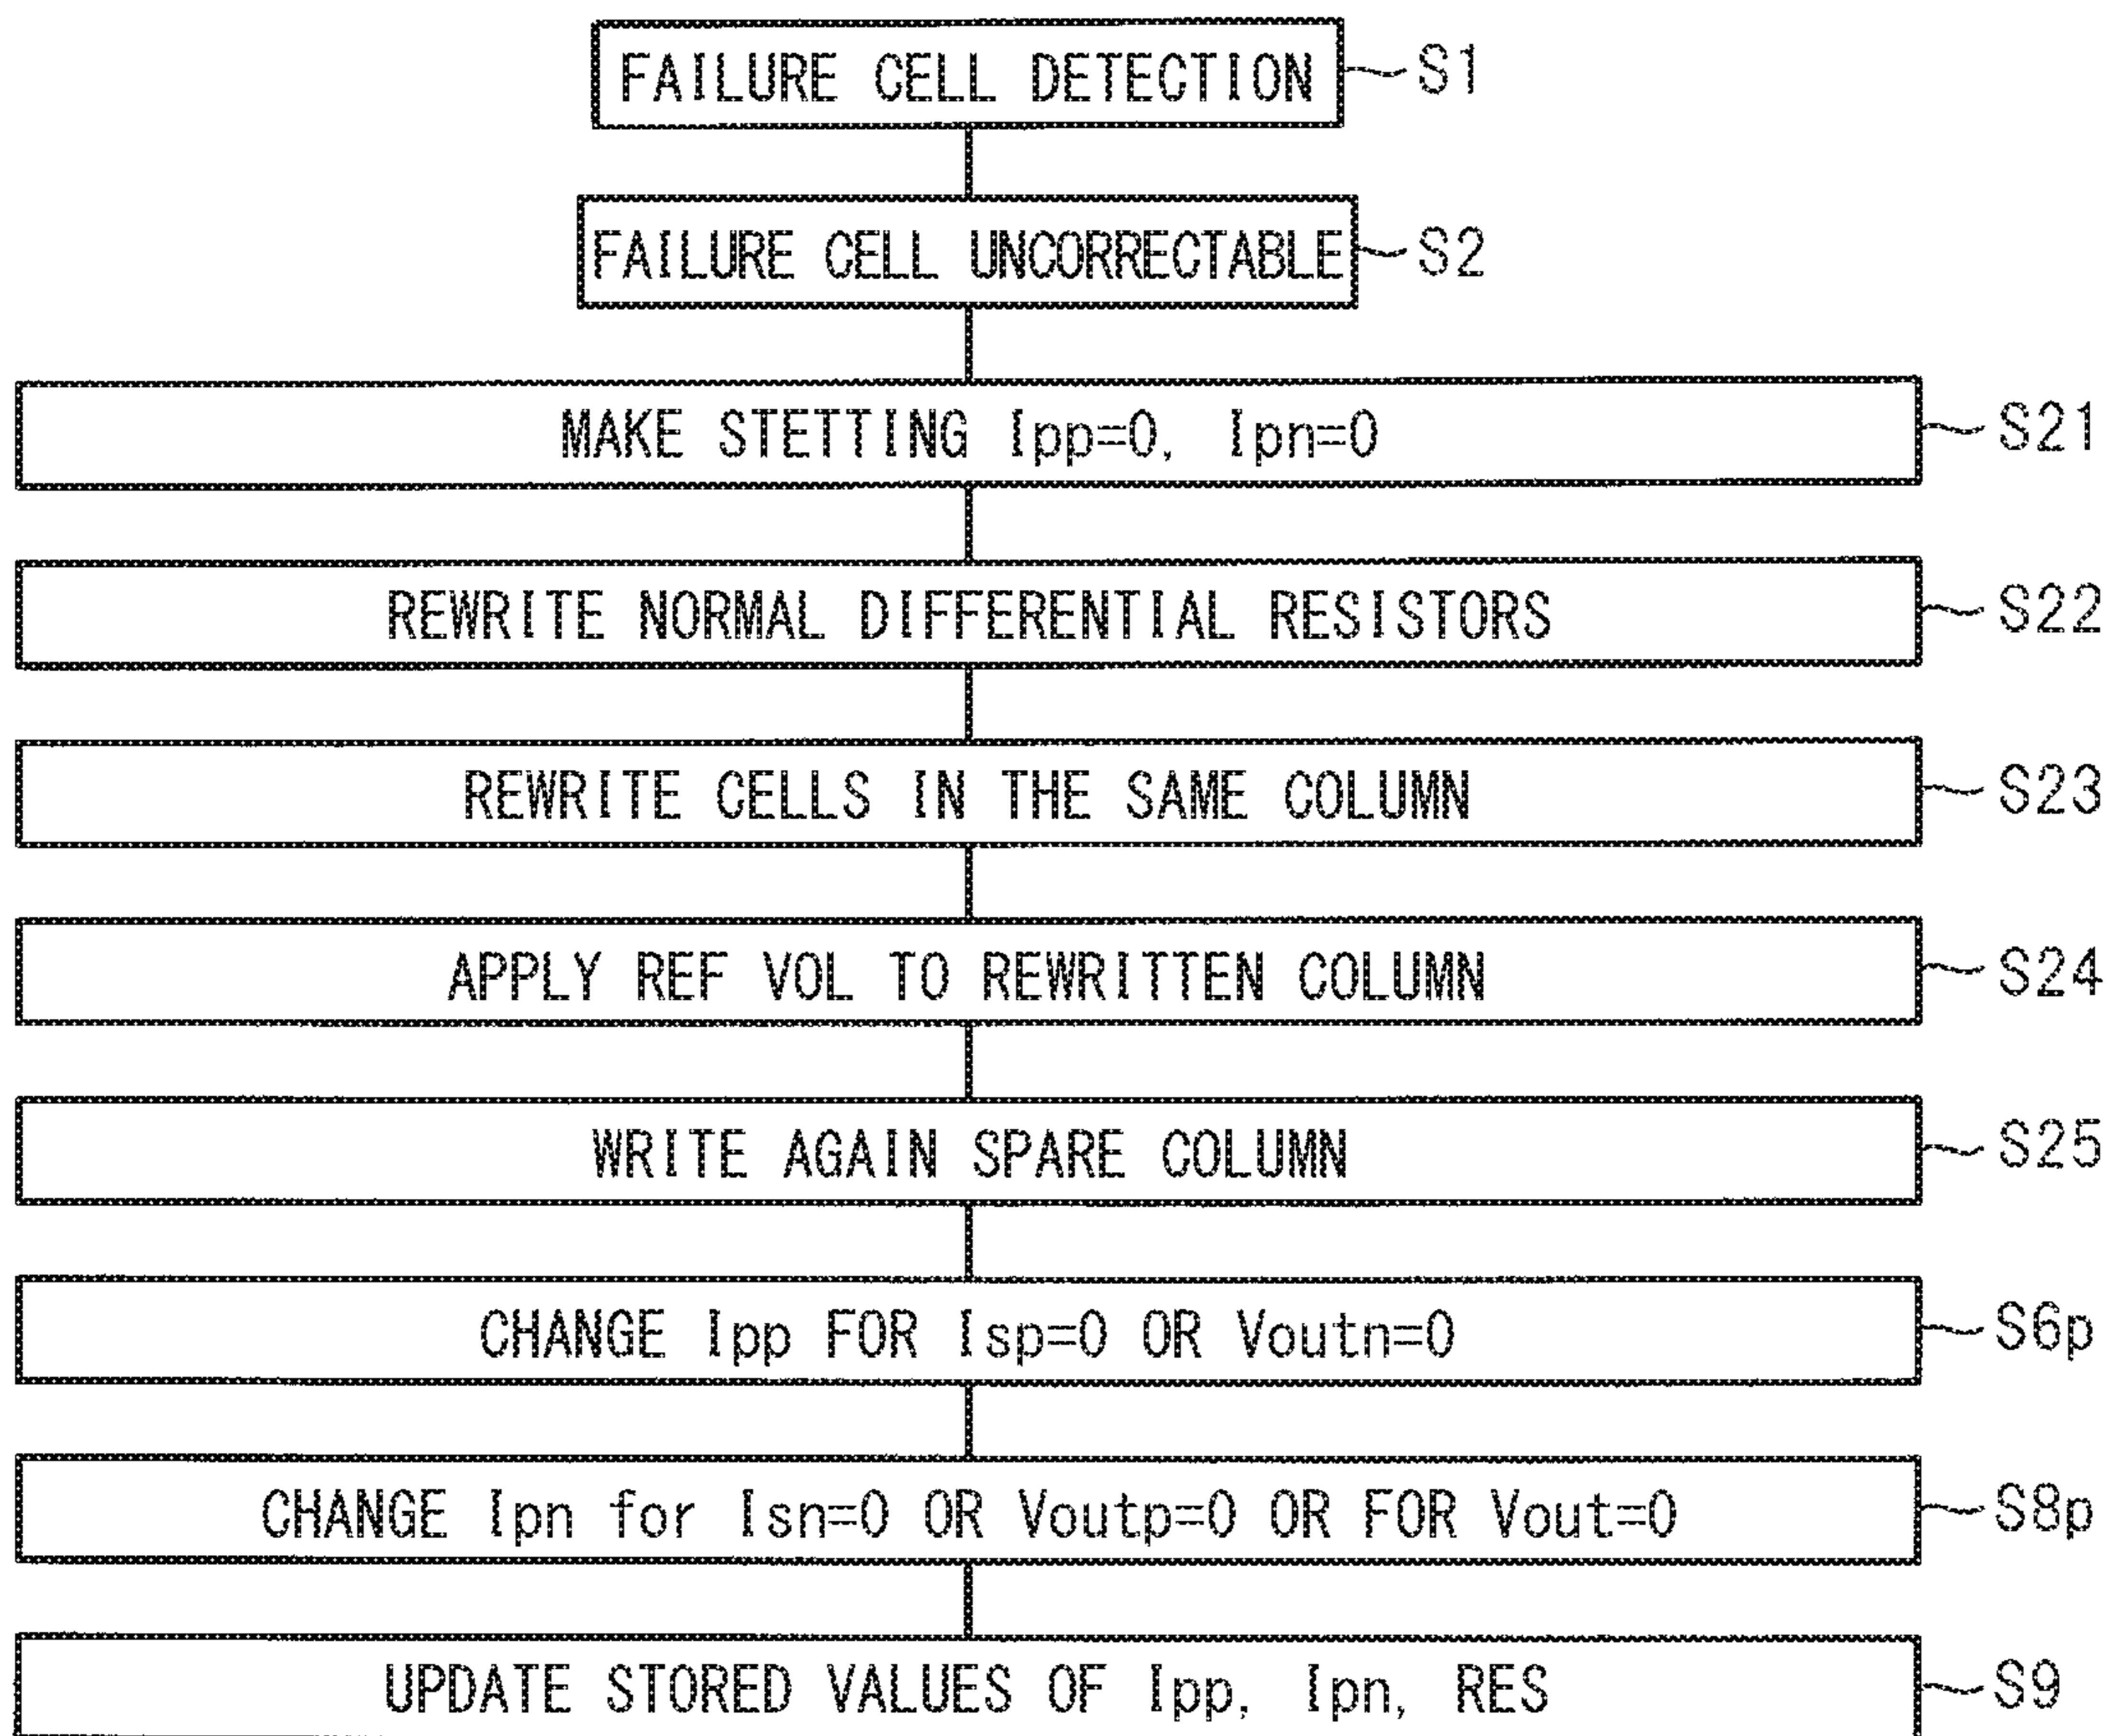 FAILURE CELL DETECTION S1
FAILURE CELL UNCORRECTABLE S2
MAKE STETTING Ipp=0, Ipn=0 S21
REWRITE NORMAL DIFFERENTIAL RESISTORS S22
REWRITE CELLS IN THE SAME COLUMN S23
APPLY REF VOL TO REWRITTEN COLUMN S24
WRITE AGAIN SPARE COLUMN S25
CHANGE Ipp FOR Isp=0 OR Voutn=0 S6p
CHANGE Ipn for Isn=0 OR Voutp=0 OR FOR Vout=0 S8p
UPDATE STORED VALUES OF Ipp, Ipn, RES S9